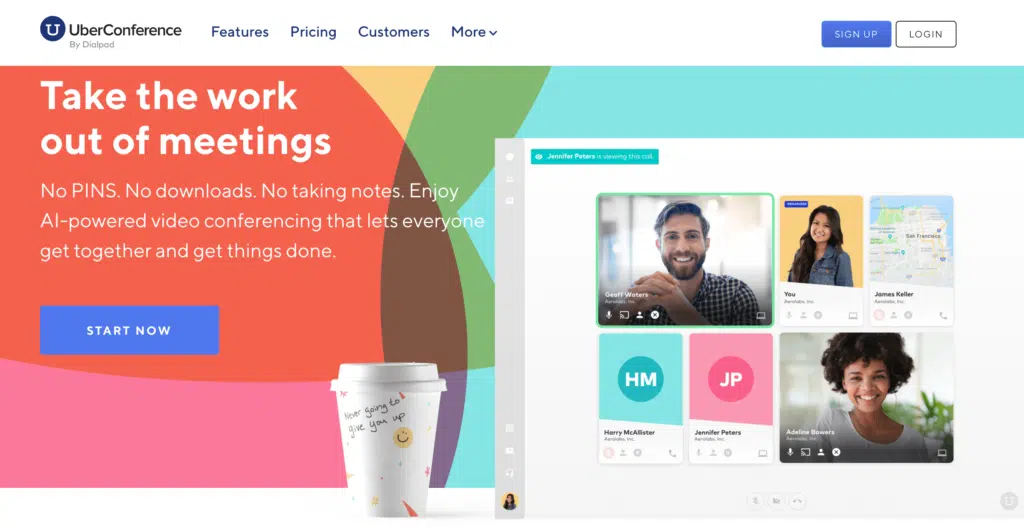 UberConference
By Dialpad
Features
Pricing
Customers
More
SIGN UP
LOGIN
Take the work
out of meetings
No PINS. No downloads. No taking notes. Enjoy
AI-powered video conferencing that lets everyone
get together and get things done.
START NOW
Never going to
give you up
Jennifer Peters is viewing this call.
Geoff Waters
Aerolabs, Inc.
ORGANIZER
You
Aerolabs, Inc.
San Francisco
James Keller
Aerolabs, Inc.
HM
Harry McAllister
Aerolabs, Inc.
JP
Jennifer Peters
Aerolabs, Inc.
Adeline Bowers
Aerolabs, Inc.